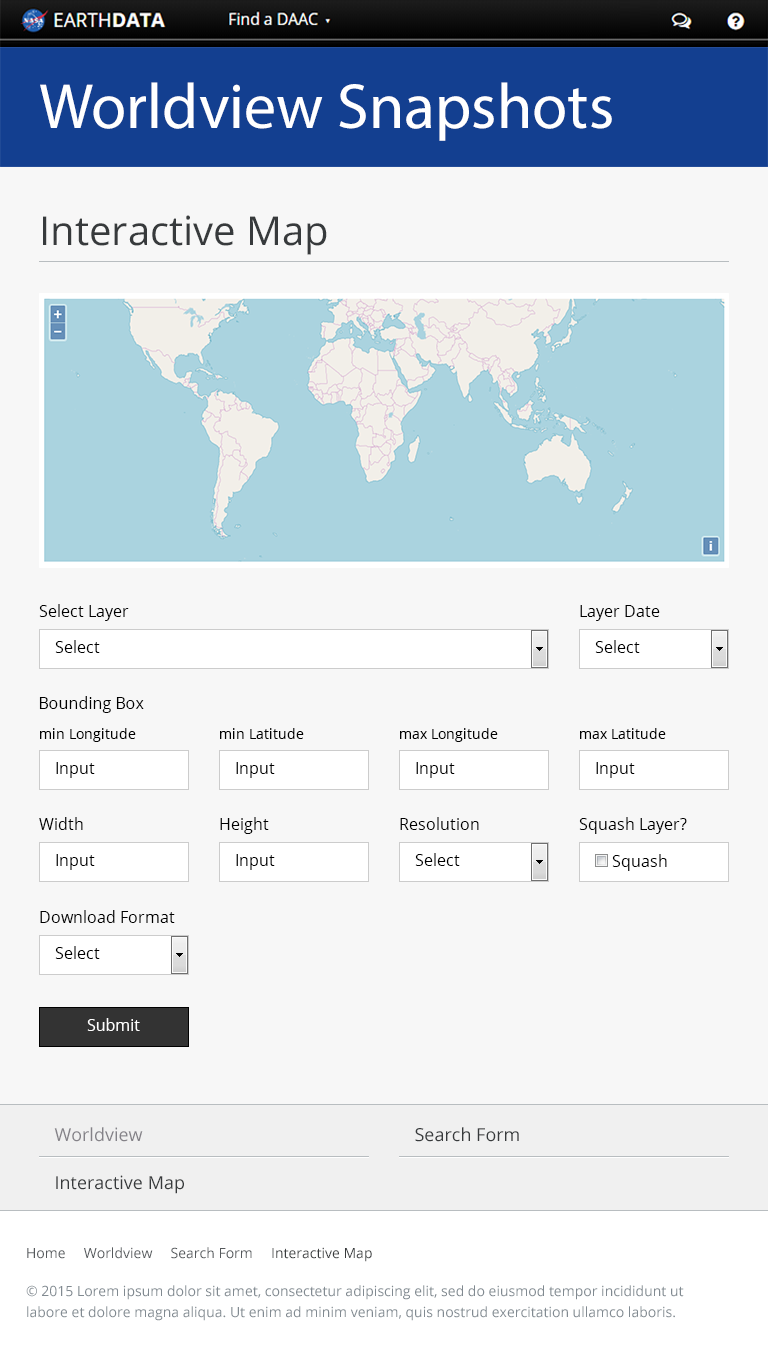 NASA EARTHDATA Find a DAAC ▾ ?
Worldview Snapshots
Interactive Map
+
−
i
Select Layer Layer Date
Select Select
Bounding Box
min Longitude min Latitude max Longitude max Latitude
Input Input Input Input
Width Height Resolution Squash Layer?
Input Input Select Squash
Download Format
Select
Submit
Worldview Search Form
Interactive Map
Home Worldview Search Form Interactive Map
© 2015 Lorem ipsum dolor sit amet, consectetur adipiscing elit, sed do eiusmod tempor incididunt ut
labore et dolore magna aliqua. Ut enim ad minim veniam, quis nostrud exercitation ullamco laboris.